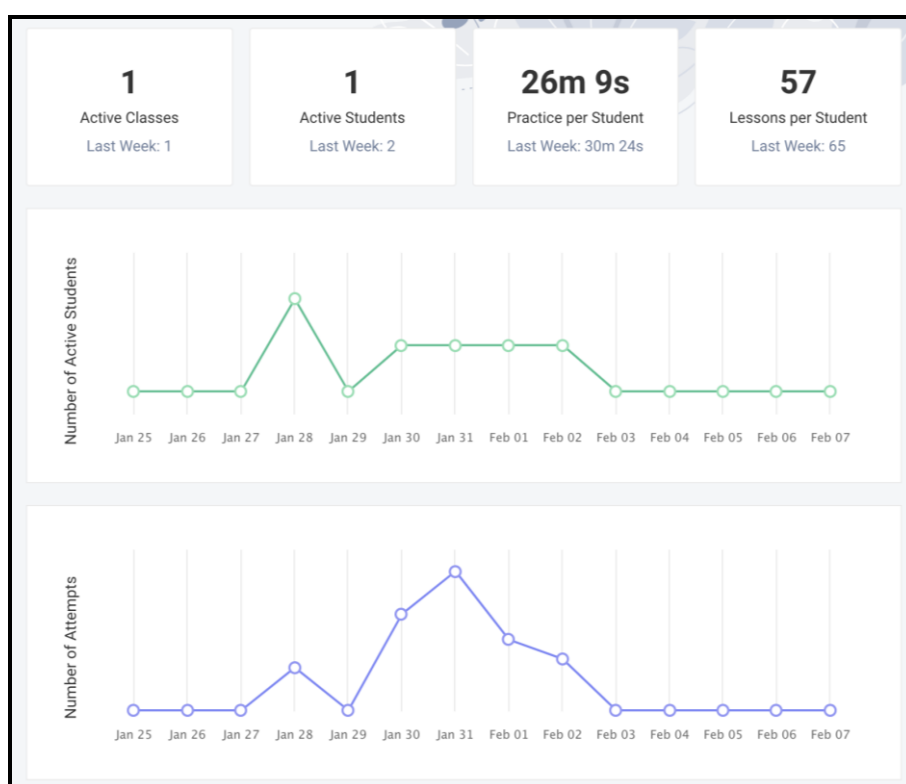 1
Active Classes
Last Week: 1
1
Active Students
Last Week: 2
26m 9s
Practice per Student
Last Week: 30m 24s
57
Lessons per Student
Last Week: 65
Number of Active Students
Jan 25 Jan 26 Jan 27 Jan 28 Jan 29 Jan 30 Jan 31 Feb 01 Feb 02 Feb 03 Feb 04 Feb 05 Feb 06 Feb 07
Number of Attempts
Jan 25 Jan 26 Jan 27 Jan 28 Jan 29 Jan 30 Jan 31 Feb 01 Feb 02 Feb 03 Feb 04 Feb 05 Feb 06 Feb 07